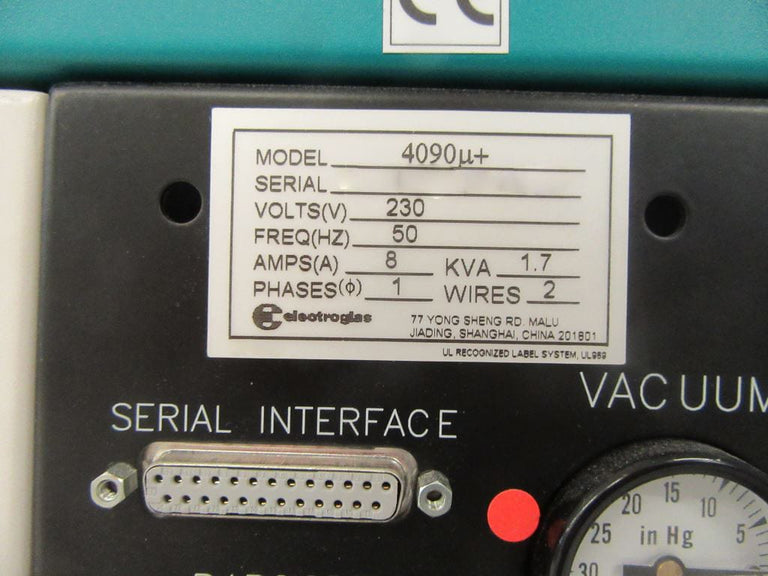 CE
MODEL 4090µ+
SERIAL
VOLTS(V) 230
FREQ(HZ) 50
AMPS(A) 8 KVA 1.7
PHASES(ϕ) 1 WIRES 2
electroglas
77 YONG SHENG RD. MALU
JIADING, SHANGHAI, CHINA 201801
UL RECOGNIZED LABEL SYSTEM, UL969
VACUUM
SERIAL INTERFACE
20 15 10
25 in Hg 5
30